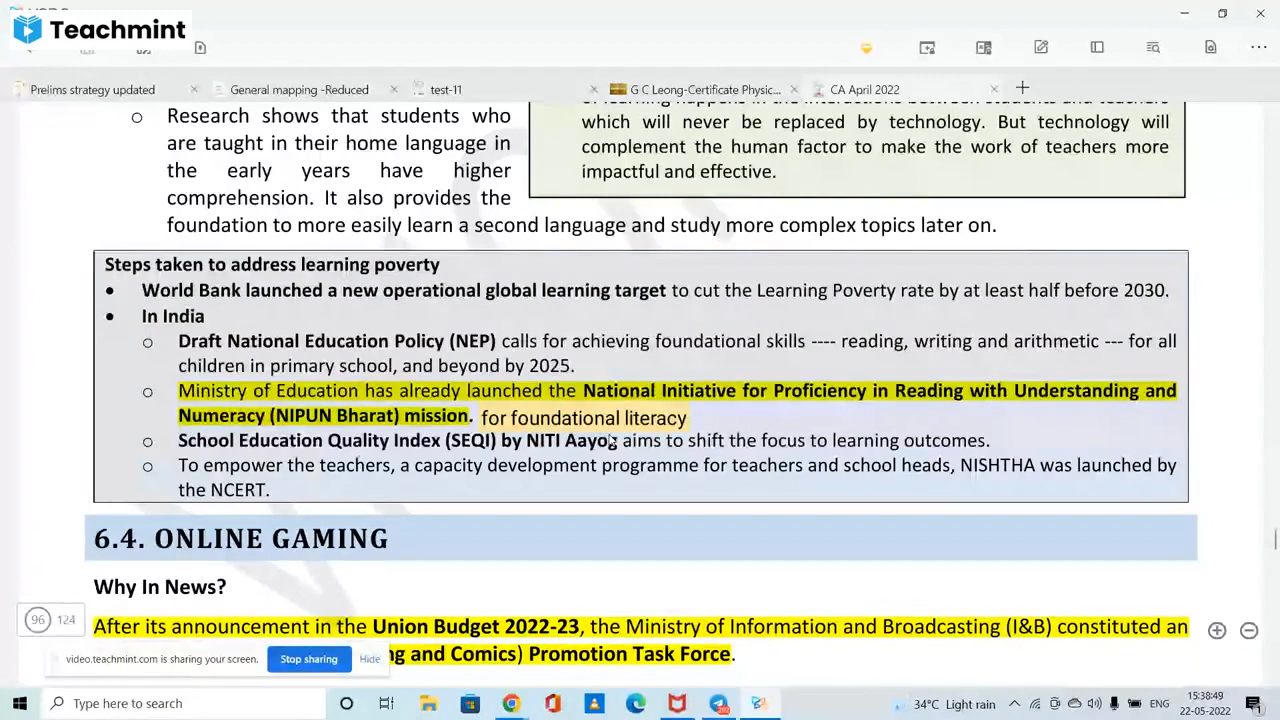 Teachmint
Prelims strategy updated
General mapping -Reduced
test-11
G C Leong-Certificate Physic...
CA April 2022
of learning happens in the interactions between students and teachers
Research shows that students who
which will never be replaced by technology. But technology will
are taught in their home language in
complement the human factor to make the work of teachers more
the early years have higher
impactful and effective.
comprehension. It also provides the
foundation to more easily learn a second language and study more complex topics later on.
Steps taken to address learning poverty
World Bank launched a new operational global learning target to cut the Learning Poverty rate by at least half before 2030.
In India
Draft National Education Policy (NEP) calls for achieving foundational skills ---- reading, writing and arithmetic --- for all
children in primary school, and beyond by 2025.
Ministry of Education has already launched the National Initiative for Proficiency in Reading with Understanding and
Numeracy (NIPUN Bharat) mission. for foundational literacy
School Education Quality Index (SEQI) by NITI Aayog aims to shift the focus to learning outcomes.
To empower the teachers, a capacity development programme for teachers and school heads, NISHTHA was launched by
the NCERT.
6.4. ONLINE GAMING
Why In News?
96 124
After its announcement in the Union Budget 2022-23, the Ministry of Information and Broadcasting (I&B) constituted an
ng and Comics) Promotion Task Force.
video.teachmint.com is sharing your screen. Stop sharing Hide
Type here to search
34°C Light rain
ENG
15:38:49
22-05-2022